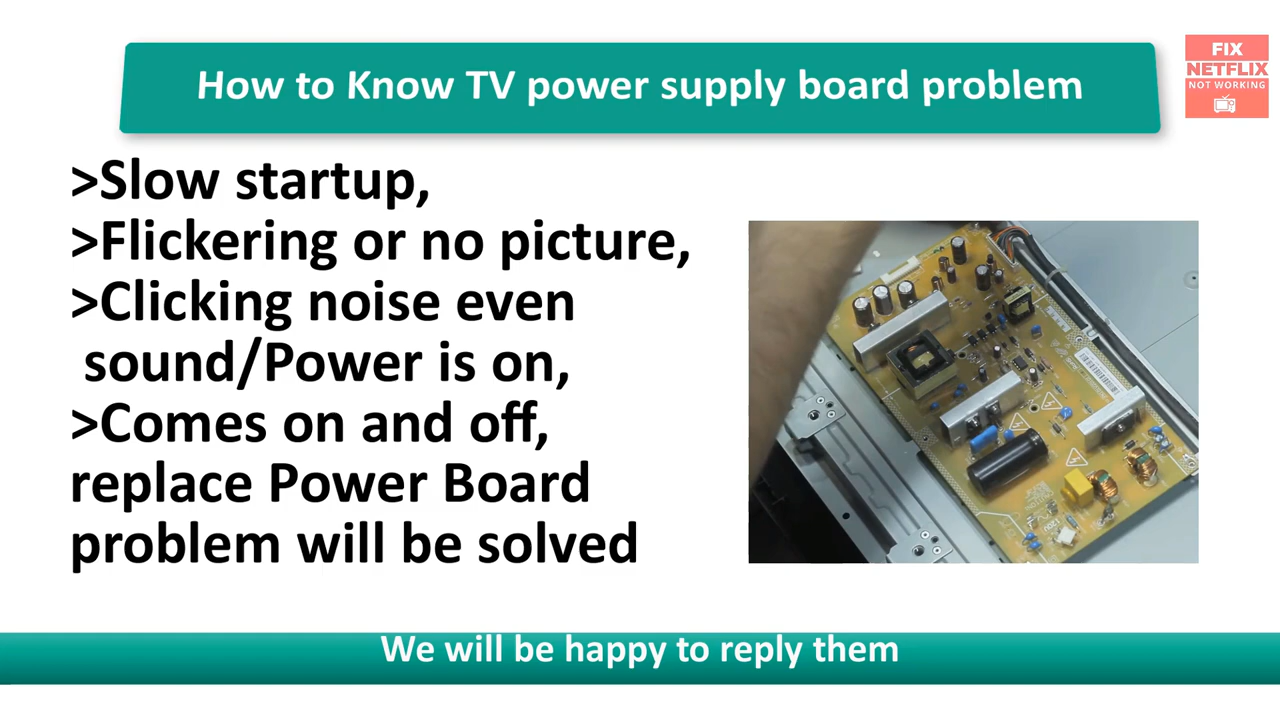 How to Know TV power supply board problem
FIX
NETFLIX
NOT WORKING
>Slow startup,
>Flickering or no picture,
>Clicking noise even
sound/Power is on,
>Comes on and off,
replace Power Board
problem will be solved
We will be happy to reply them